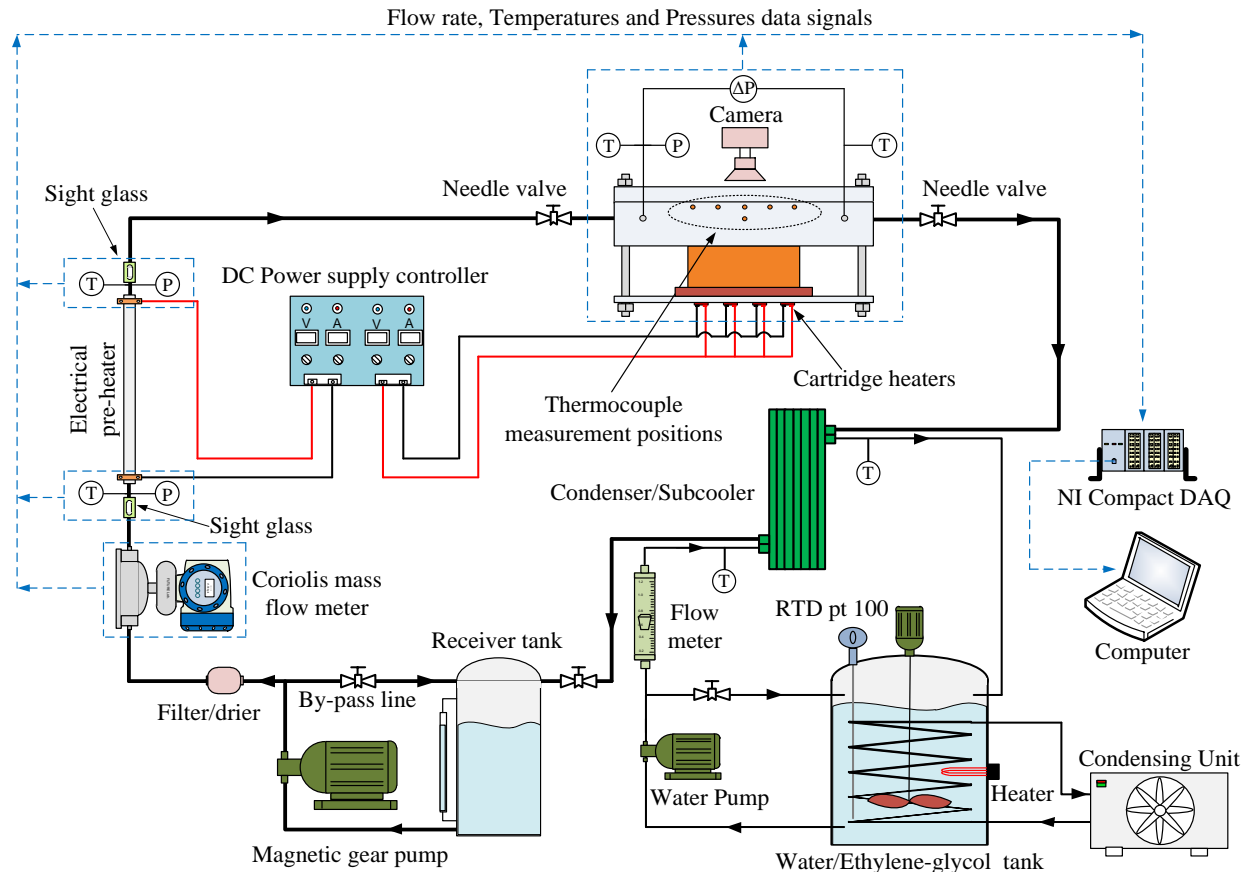 Flow rate, Temperatures and Pressures data signals
ΔP
Camera
T
P
T
Needle valve
Needle valve
Sight glass
T
P
DC Power supply controller
V
A
V
A
Electrical
pre-heater
Cartridge heaters
Thermocouple
measurement positions
T
T
P
Sight glass
Condenser/Subcooler
NI Compact DAQ
Coriolis mass
flow meter
T
Flow
meter
RTD pt 100
Computer
Receiver tank
Filter/drier
By-pass line
Water Pump
Heater
Condensing Unit
Magnetic gear pump
Water/Ethylene-glycol tank